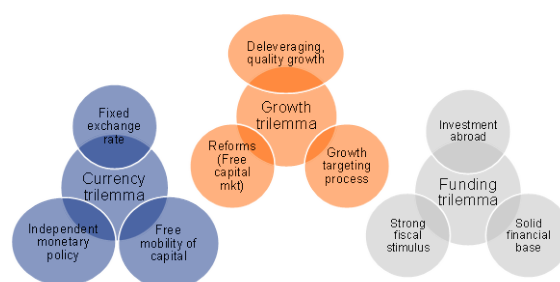 Fixed
exchange
rate
Currency
trilemma
Independent
monetary
policy
Free
mobility of
capital
Deleveraging,
quality growth
Growth
trilemma
Reforms
(Free
capital
mkt)
Growth
targeting
process
Investment
abroad
Funding
trilemma
Strong
fiscal
stimulus
Solid
financial
base